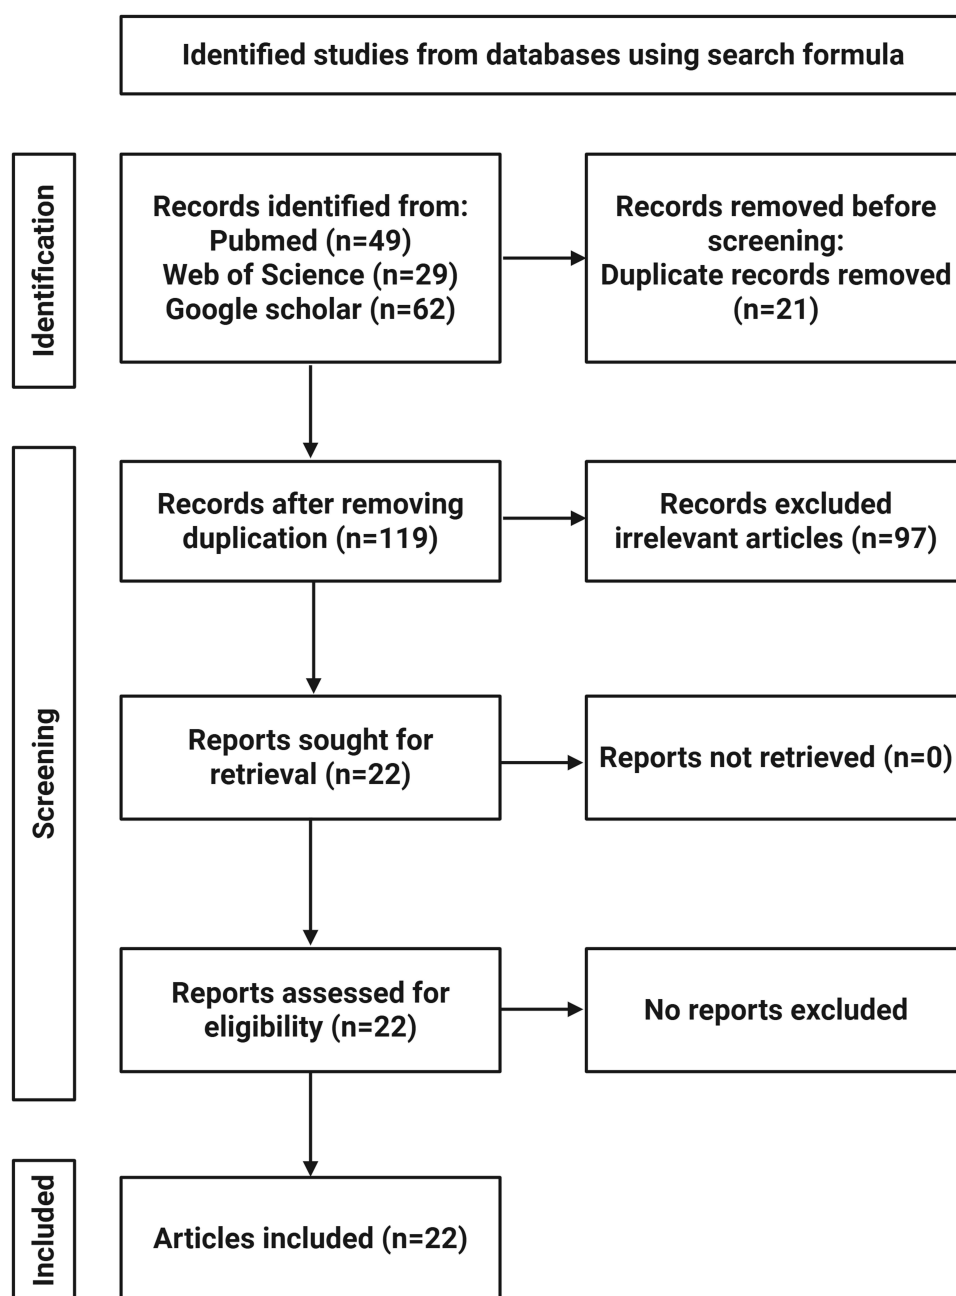 Identified studies from databases using search formula
Identification
Records identified from:
Pubmed (n=49)
Web of Science (n=29)
Google scholar (n=62)
Records removed before
screening:
Duplicate records removed
(n=21)
Screening
Records after removing
duplication (n=119)
Records excluded
irrelevant articles (n=97)
Reports sought for
retrieval (n=22)
Reports not retrieved (n=0)
Reports assessed for
eligibility (n=22)
No reports excluded
Included
Articles included (n=22)